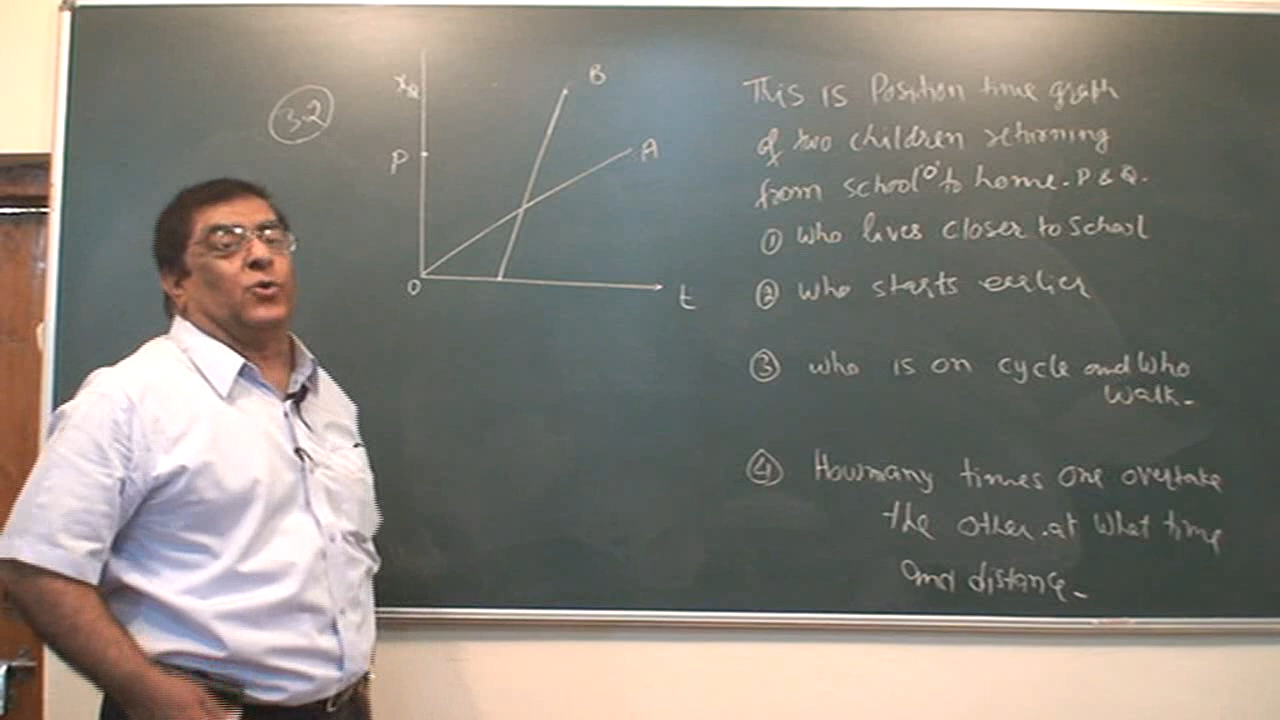 3.2
x
Q
B
P
A
O
t
This is Position time graph
of two children returning
from school 'O' to home. P & Q.
① who lives closer to school
② who starts earlier
③ who is on cycle and who
walk.
④ How many times one overtake
the other. at what time
and distance.